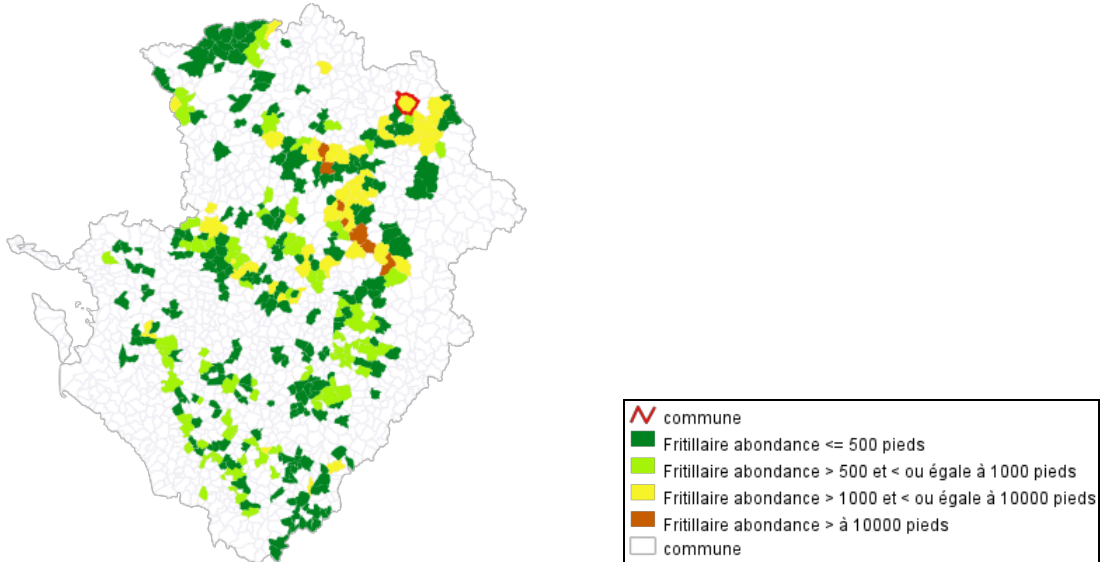 commune
Fritillaire abondance <= 500 pieds
Fritillaire abondance > 500 et < ou égale à 1000 pieds
Fritillaire abondance > 1000 et < ou égale à 10000 pieds
Fritillaire abondance > à 10000 pieds
commune